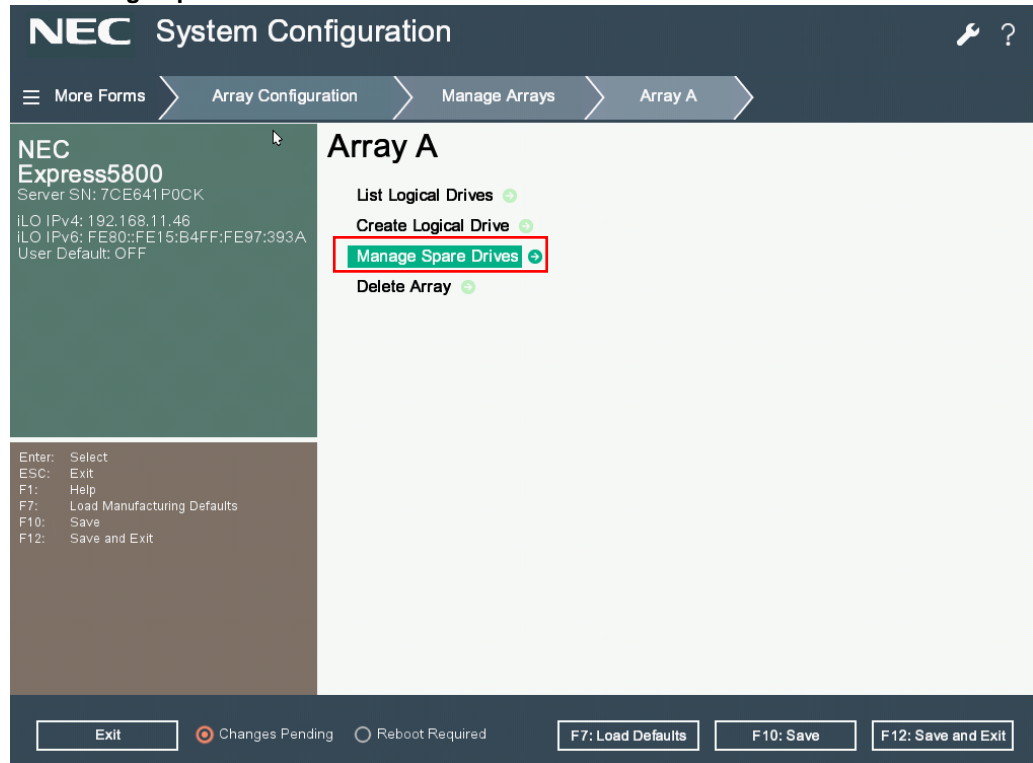 NEC System Configuration
?
More Forms
Array Configuration
Manage Arrays
Array A
NEC
Express5800
Server SN: 7CE641P0CK
iLO IPv4: 192.168.11.46
iLO IPv6: FE80::FE15:B4FF:FE97:393A
User Default: OFF
Array A
List Logical Drives
Create Logical Drive
Manage Spare Drives
Delete Array
Enter: Select
ESC: Exit
F1: Help
F7: Load Manufacturing Defaults
F10: Save
F12: Save and Exit
Exit
Changes Pending
Reboot Required
F7: Load Defaults
F10: Save
F12: Save and Exit